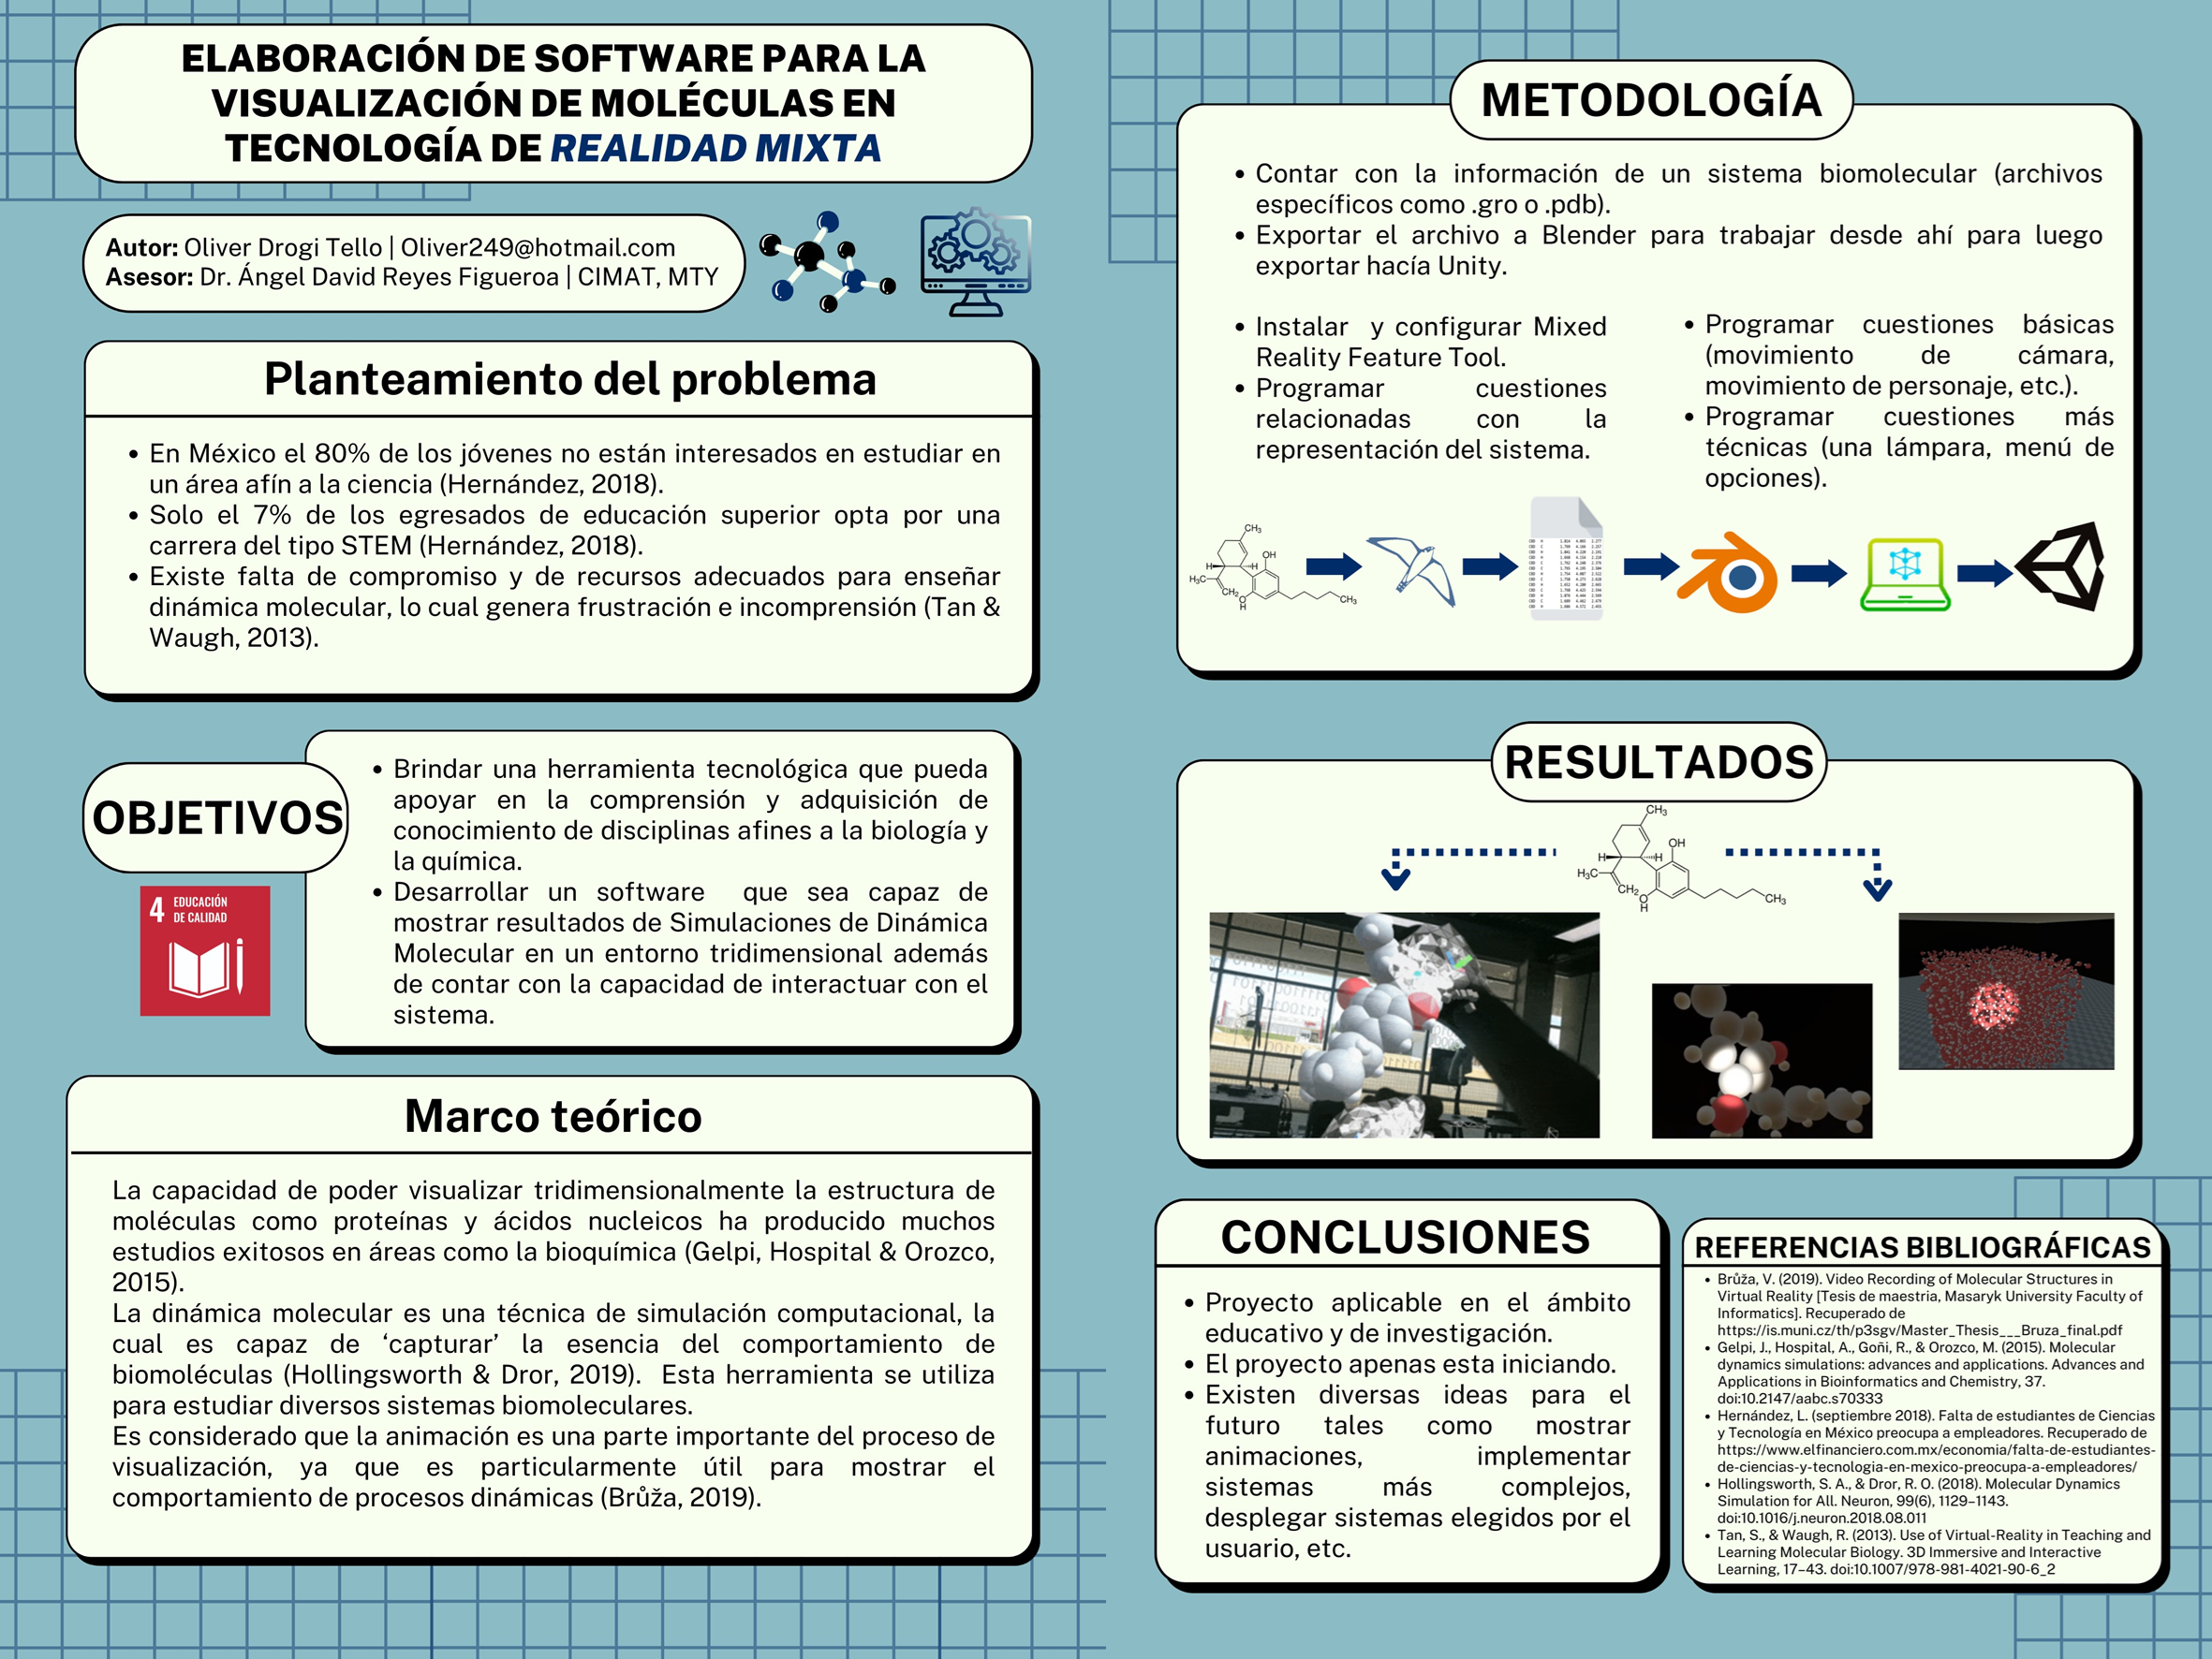 ELABORACIÓN DE SOFTWARE PARA LA
VISUALIZACIÓN DE MOLÉCULAS EN
TECNOLOGÍA DE REALIDAD MIXTA
Autor: Oliver Drogi Tello | Oliver249@hotmail.com
Asesor: Dr. Ángel David Reyes Figueroa | CIMAT, MTY
Planteamiento del problema
• En México el 80% de los jóvenes no están interesados en estudiar en
un área afín a la ciencia (Hernández, 2018).
• Solo el 7% de los egresados de educación superior opta por una
carrera del tipo STEM (Hernández, 2018).
• Existe falta de compromiso y de recursos adecuados para enseñar
dinámica molecular, lo cual genera frustración e incomprensión (Tan &
Waugh, 2013).
OBJETIVOS
4 EDUCACIÓN
DE CALIDAD
• Brindar una herramienta tecnológica que pueda
apoyar en la comprensión y adquisición de
conocimiento de disciplinas afines a la biología y
la química.
• Desarrollar un software que sea capaz de
mostrar resultados de Simulaciones de Dinámica
Molecular en un entorno tridimensional además
de contar con la capacidad de interactuar con el
sistema.
Marco teórico
La capacidad de poder visualizar tridimensionalmente la estructura de
moléculas como proteínas y ácidos nucleicos ha producido muchos
estudios exitosos en áreas como la bioquímica (Gelpi, Hospital & Orozco,
2015).
La dinámica molecular es una técnica de simulación computacional, la
cual es capaz de ‘capturar’ la esencia del comportamiento de
biomoléculas (Hollingsworth & Dror, 2019). Esta herramienta se utiliza
para estudiar diversos sistemas biomoleculares.
Es considerado que la animación es una parte importante del proceso de
visualización, ya que es particularmente útil para mostrar el
comportamiento de procesos dinámicas (Brůža, 2019).
METODOLOGÍA
• Contar con la información de un sistema biomolecular (archivos
específicos como .gro o .pdb).
• Exportar el archivo a Blender para trabajar desde ahí para luego
exportar hacía Unity.
• Instalar y configurar Mixed
Reality Feature Tool.
• Programar cuestiones
relacionadas con la
representación del sistema.
• Programar cuestiones básicas
(movimiento de cámara,
movimiento de personaje, etc.).
• Programar cuestiones más
técnicas (una lámpara, menú de
opciones).
CH₃
OH
H H
H₃C
CH₂
O
H
CH₃
RESULTADOS
CH₃
OH
H H
H₃C
CH₂
O
H
CH₃
CONCLUSIONES
• Proyecto aplicable en el ámbito
educativo y de investigación.
• El proyecto apenas esta iniciando.
• Existen diversas ideas para el
futuro tales como mostrar
animaciones, implementar
sistemas más complejos,
desplegar sistemas elegidos por el
usuario, etc.
REFERENCIAS BIBLIOGRÁFICAS
• Brůža, V. (2019). Video Recording of Molecular Structures in
Virtual Reality [Tesis de maestria, Masaryk University Faculty of
Informatics]. Recuperado de
https://is.muni.cz/th/p3sgv/Master_Thesis___Bruza_final.pdf
• Gelpi, J., Hospital, A., Goñi, R., & Orozco, M. (2015). Molecular
dynamics simulations: advances and applications. Advances and
Applications in Bioinformatics and Chemistry, 37.
doi:10.2147/aabc.s70333
• Hernández, L. (septiembre 2018). Falta de estudiantes de Ciencias
y Tecnología en México preocupa a empleadores. Recuperado de
https://www.elfinanciero.com.mx/economia/falta-de-estudiantes-
de-ciencias-y-tecnologia-en-mexico-preocupa-a-empleadores/
• Hollingsworth, S. A., & Dror, R. O. (2018). Molecular Dynamics
Simulation for All. Neuron, 99(6), 1129–1143.
doi:10.1016/j.neuron.2018.08.011
• Tan, S., & Waugh, R. (2013). Use of Virtual-Reality in Teaching and
Learning Molecular Biology. 3D Immersive and Interactive
Learning, 17–43. doi:10.1007/978-981-4021-90-6_2